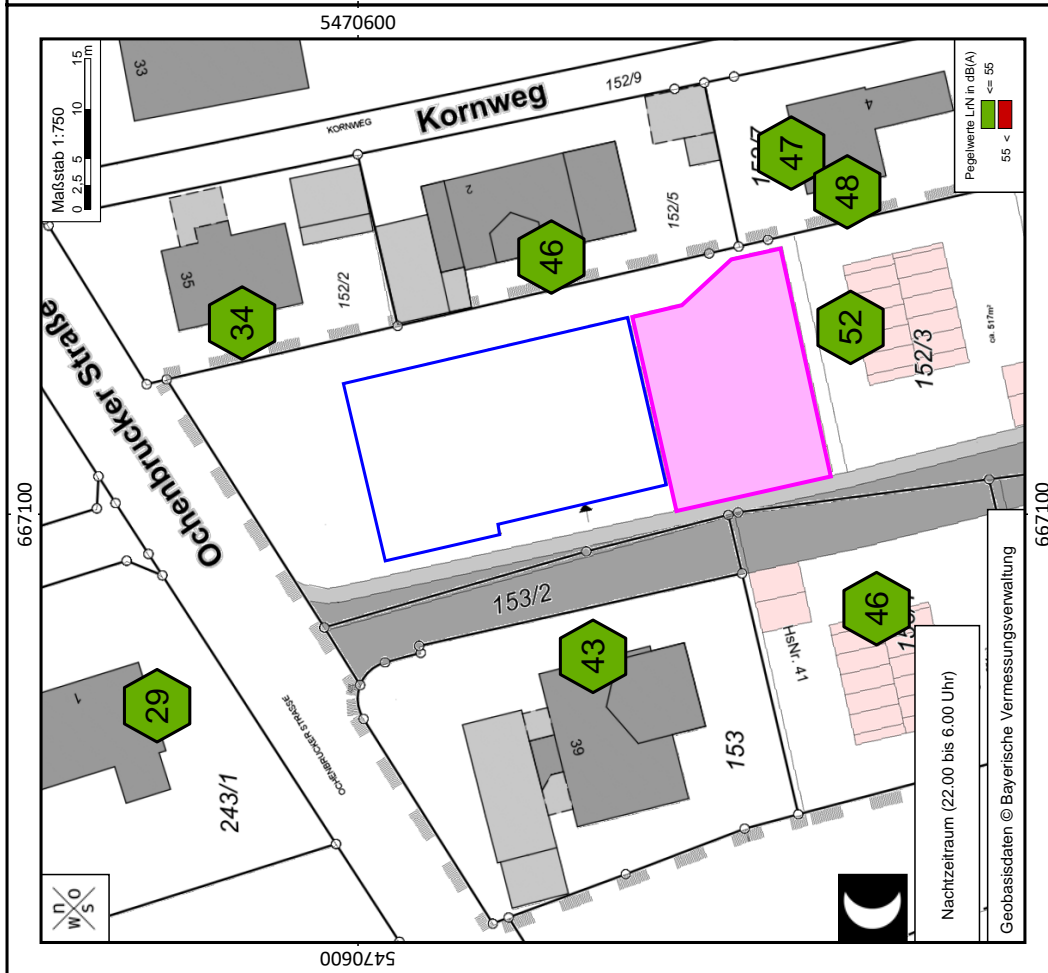 5470600
667100
Maßstab 1:750
0 2,5 5 10 15
m
33
KORNWEG
Kornweg
152/9
Pegelwerte LrN in dB(A)
<= 55
55 <
35
34
152/2
2
46
152/5
47
48
4
Ochenbrucker Straße
52
152/3
ca. 517m²
1
29
243/1
OCHENBRUCKER STRASSE
153/2
43
39
153
HsNr. 41
46
n
w o
s
Nachtzeitraum (22.00 bis 6.00 Uhr)
Geobasisdaten © Bayerische Vermessungsverwaltung
5470600
667100